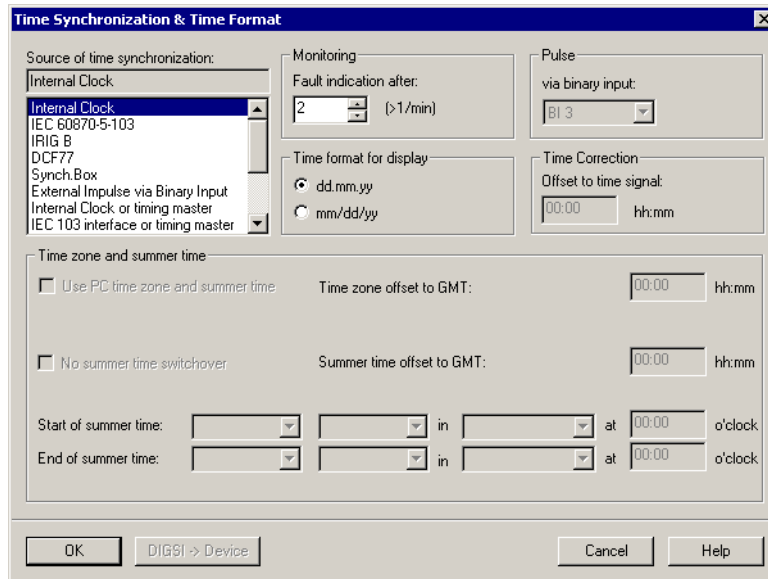 Time Synchronization & Time Format
Source of time synchronization:
Internal Clock
Internal Clock
IEC 60870-5-103
IRIG B
DCF77
Synch.Box
External Impulse via Binary Input
Internal Clock or timing master
IEC 103 interface or timing master
Monitoring
Fault indication after:
2 (>1/min)
Time format for display
dd.mm.yy
mm/dd/yy
Pulse
via binary input:
BI 3
Time Correction
Offset to time signal:
00:00 hh:mm
Time zone and summer time
Use PC time zone and summer time Time zone offset to GMT: 00:00 hh:mm
No summer time switchover Summer time offset to GMT: 00:00 hh:mm
Start of summer time: in at 00:00 o'clock
End of summer time: in at 00:00 o'clock
OK DIGSI -> Device Cancel Help